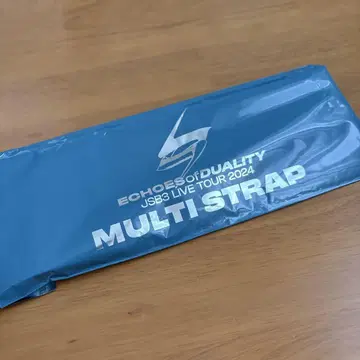 ECHOES of DUALITY
JSB3 LIVE TOUR 2024
MULTI STRAP